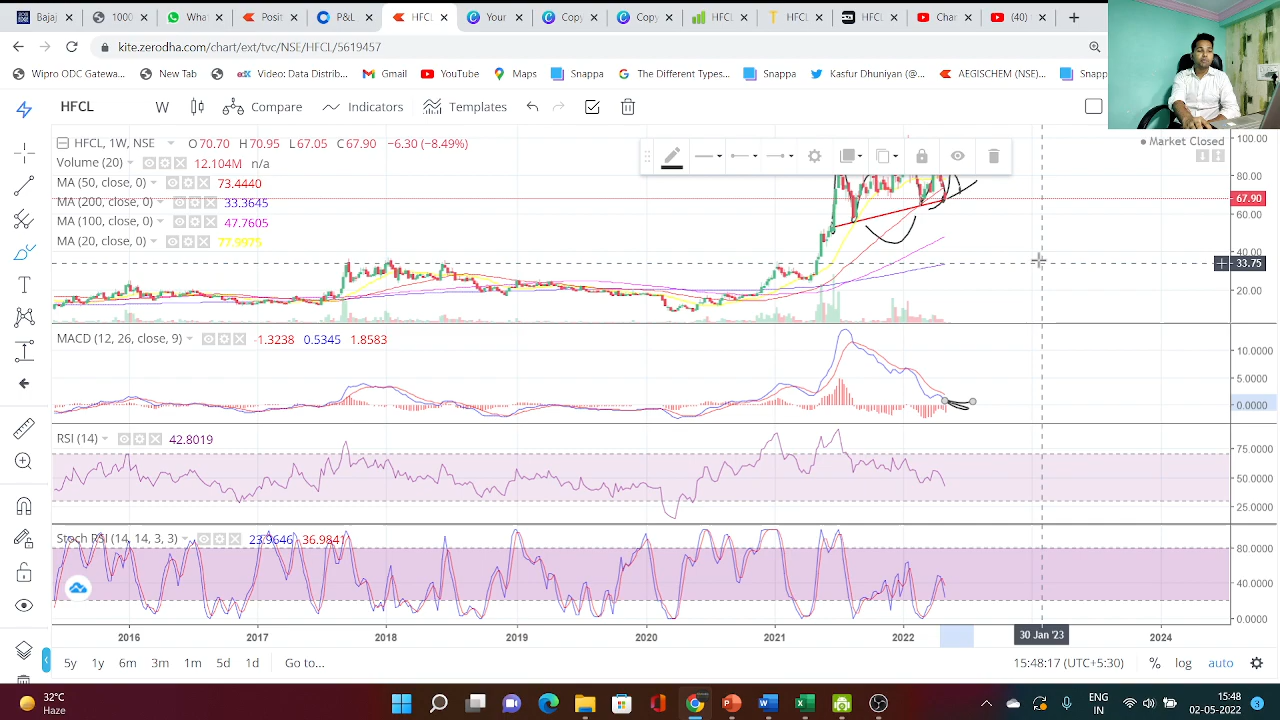 Posi
P&L
HFCL
Your
Copy
Copy
HFCL
HFCL
Char
(40)
kite.zerodha.com/chart/ext/tvc/NSE/HFCL/5619457
Bajaj
Wipro ODC Gatewa...
New Tab
Video: Data Distrib...
Gmail
YouTube
Maps
Snappa
The Different Types...
Snappa
Kasfur Dhuniyan (@...
AEGISCHEM (NSE)...
Snap
HFCL
W
Compare
Indicators
Templates
HFCL, 1W, NSE O 70.70 H 70.95 L 67.05 C 67.90 −6.30 (−8.49%)
Market Closed
Volume (20) 12.104M n/a
MA (50, close, 0) 73.4400
MA (200, close, 0) 33.3645
MA (100, close, 0) 47.7605
MA (20, close, 0) 77.9975
100.00
80.00
67.90
60.00
40.00
33.75
20.00
MACD (12, 26, close, 9) -1.3238 0.5345 1.8583
10.0000
5.0000
0.0000
RSI (14) 42.8019
75.0000
50.0000
25.0000
Stoch RSI (14, 14, 3, 3) 23.9646 36.9841
80.0000
40.0000
0.0000
2016 2017 2018 2019 2020 2021 2022 30 Jan '23 2024
5y 1y 6m 3m 1m 5d 1d Go to... 15:48:17 (UTC+5:30) % log auto
32°C
Haze
ENG
IN
15:48
02-05-2022
3